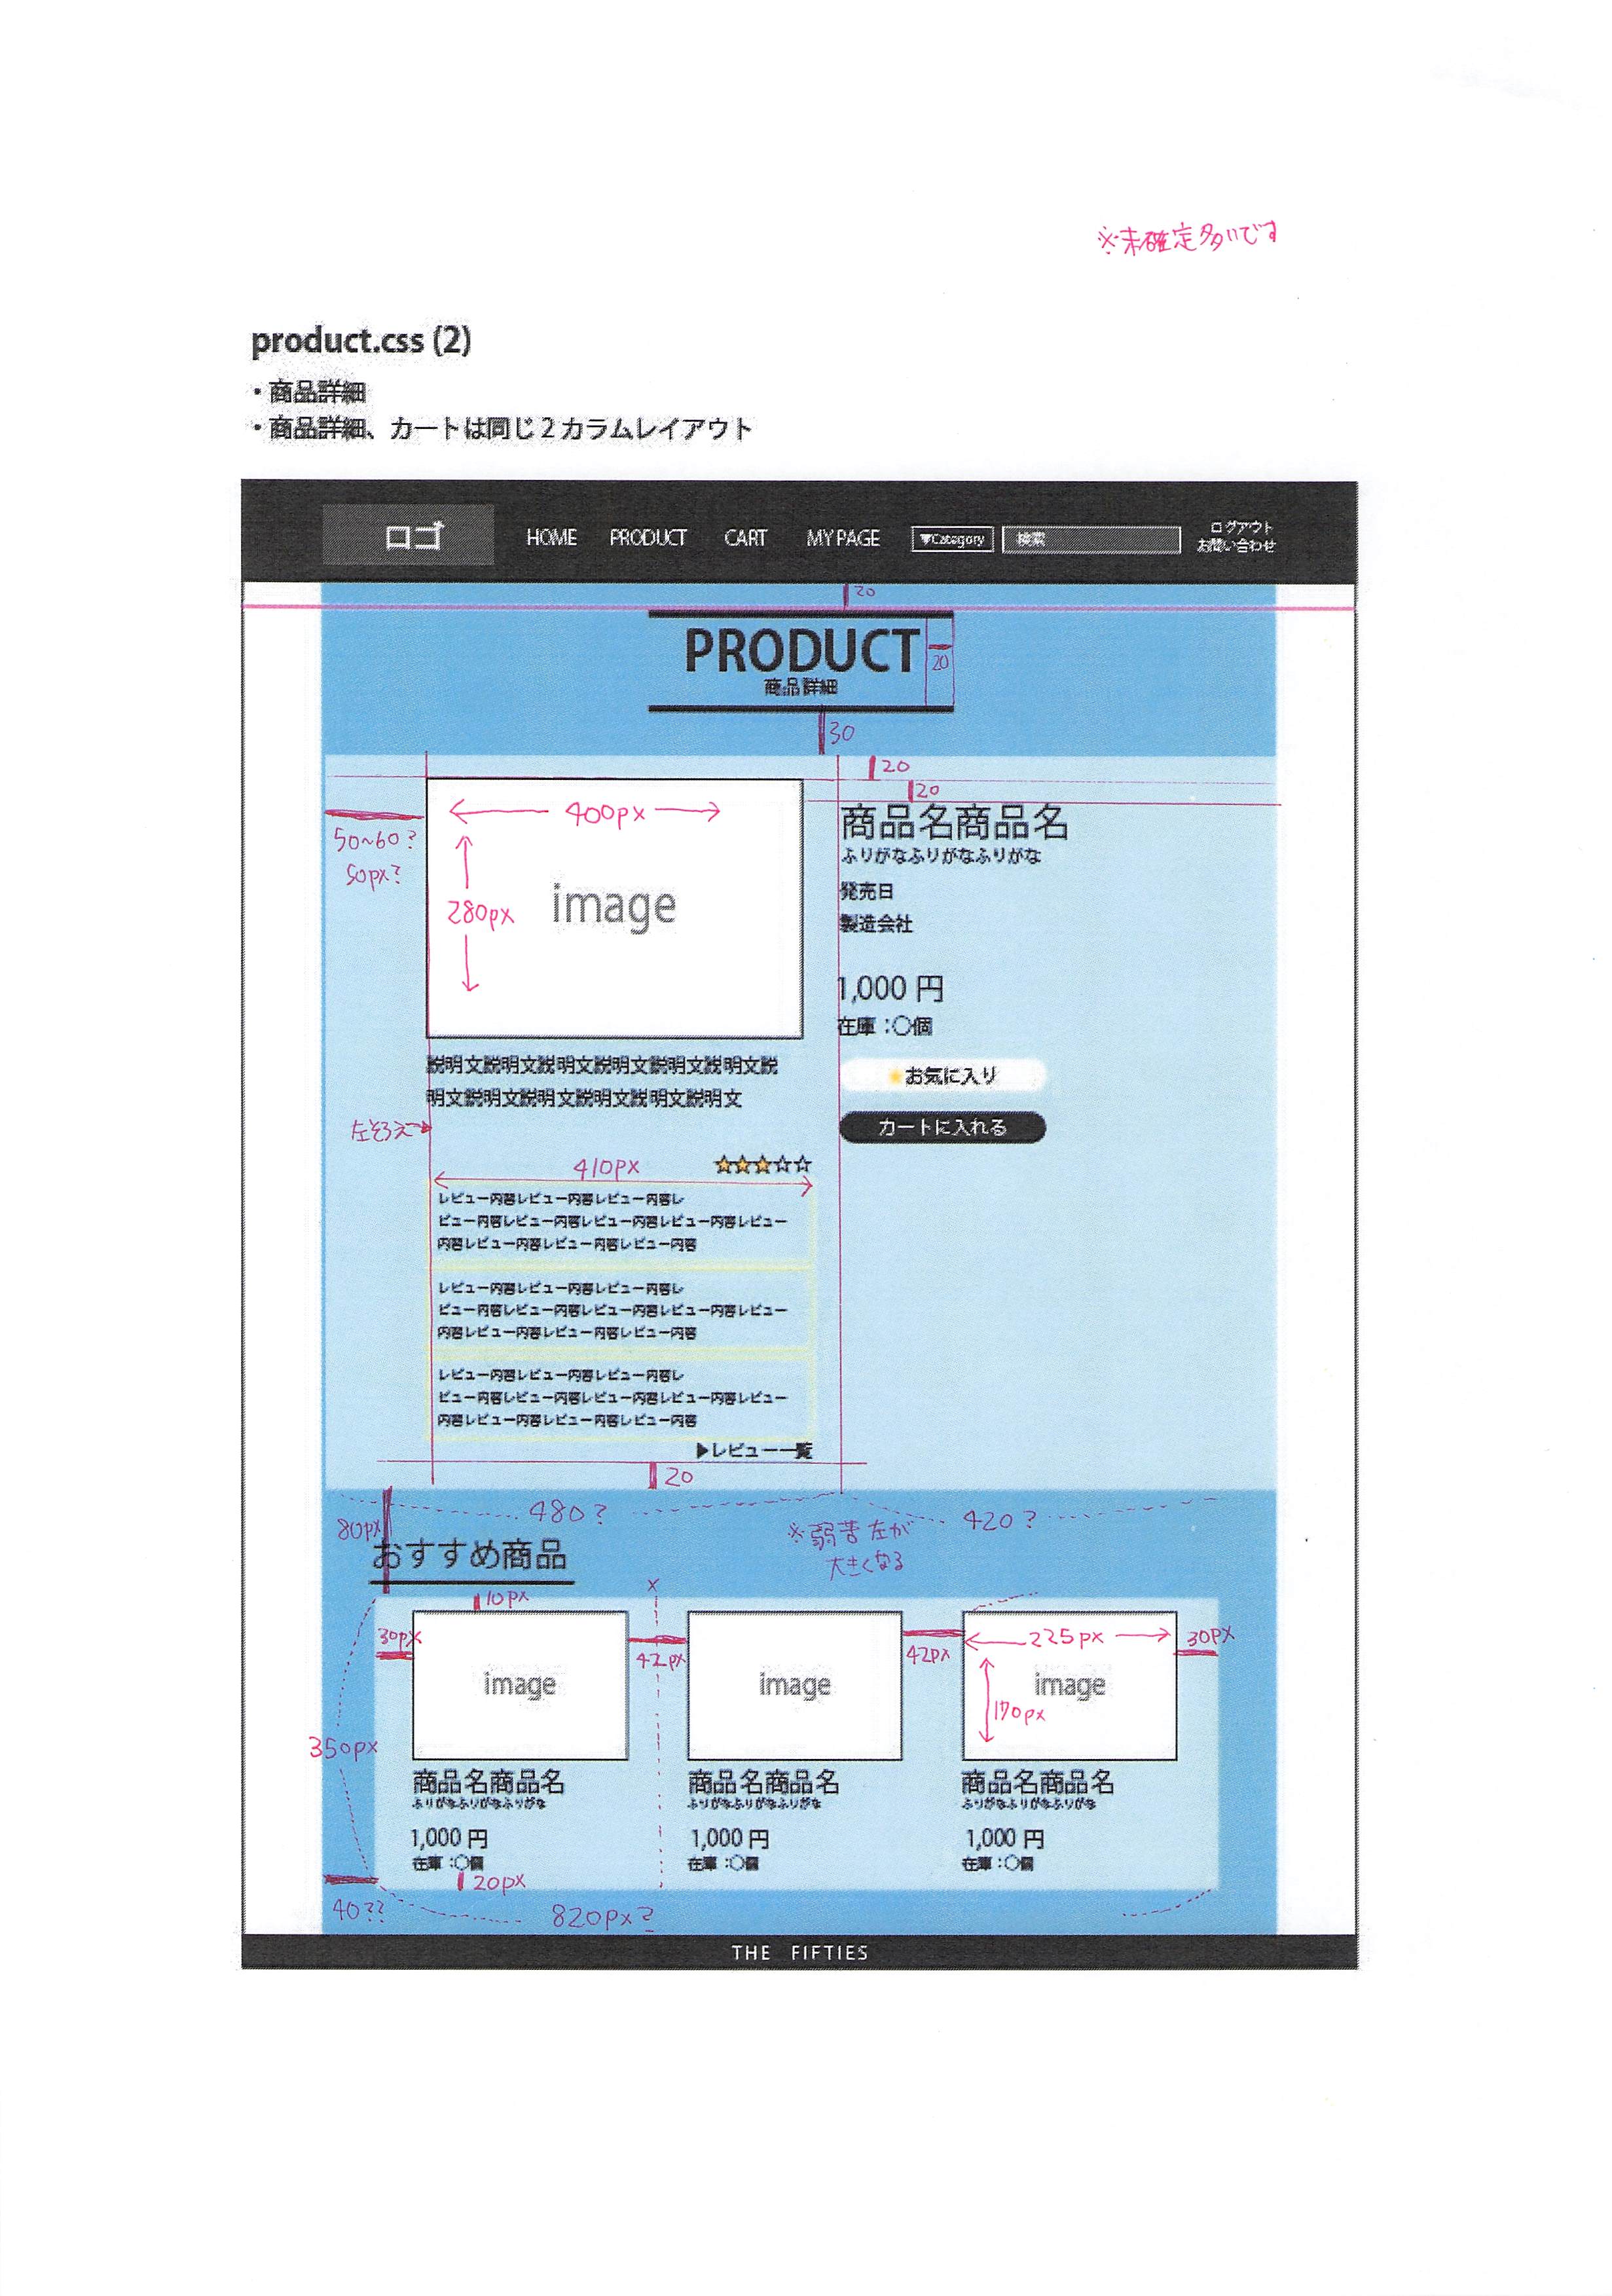 ※未確定多いです
product.css (2)
・商品詳細
・商品詳細、カートは同じ2カラムレイアウト
ロゴ HOME PRODUCT CART MY PAGE ▼Category 検索 ログアウト
お問い合わせ
20
PRODUCT
20
商品詳細
30
20
20
400px
50~60?
50px?
280px
image
商品名商品名
ふりがなふりがなふりがな
発売日
製造会社
1,000 円
在庫：○個
★お気に入り
カートに入れる
説明文説明文説明文説明文説明文説明文説
明文説明文説明文説明文説明文説明文
左そろえ→
410px
★★★☆☆
レビュー内容レビュー内容レビュー内容レ
ビュー内容レビュー内容レビュー内容レビュー内容レビュー
内容レビュー内容レビュー内容レビュー内容
レビュー内容レビュー内容レビュー内容レ
ビュー内容レビュー内容レビュー内容レビュー内容レビュー
内容レビュー内容レビュー内容レビュー内容
レビュー内容レビュー内容レビュー内容レ
ビュー内容レビュー内容レビュー内容レビュー内容レビュー
内容レビュー内容レビュー内容レビュー内容
▶レビュー一覧
20
480?
420?
※弱苦左が
大きくなる
80px
おすすめ商品
10px
x
30px
42px
42px
225px
30px
170px
image
image
image
350px
商品名商品名 商品名商品名 商品名商品名
ふりがなふりがなふりがな ふりがなふりがなふりがな ふりがなふりがなふりがな
1,000 円 1,000 円 1,000 円
在庫：○個 在庫：○個 在庫：○個
20px
40??
820px?
THE FIFTIES